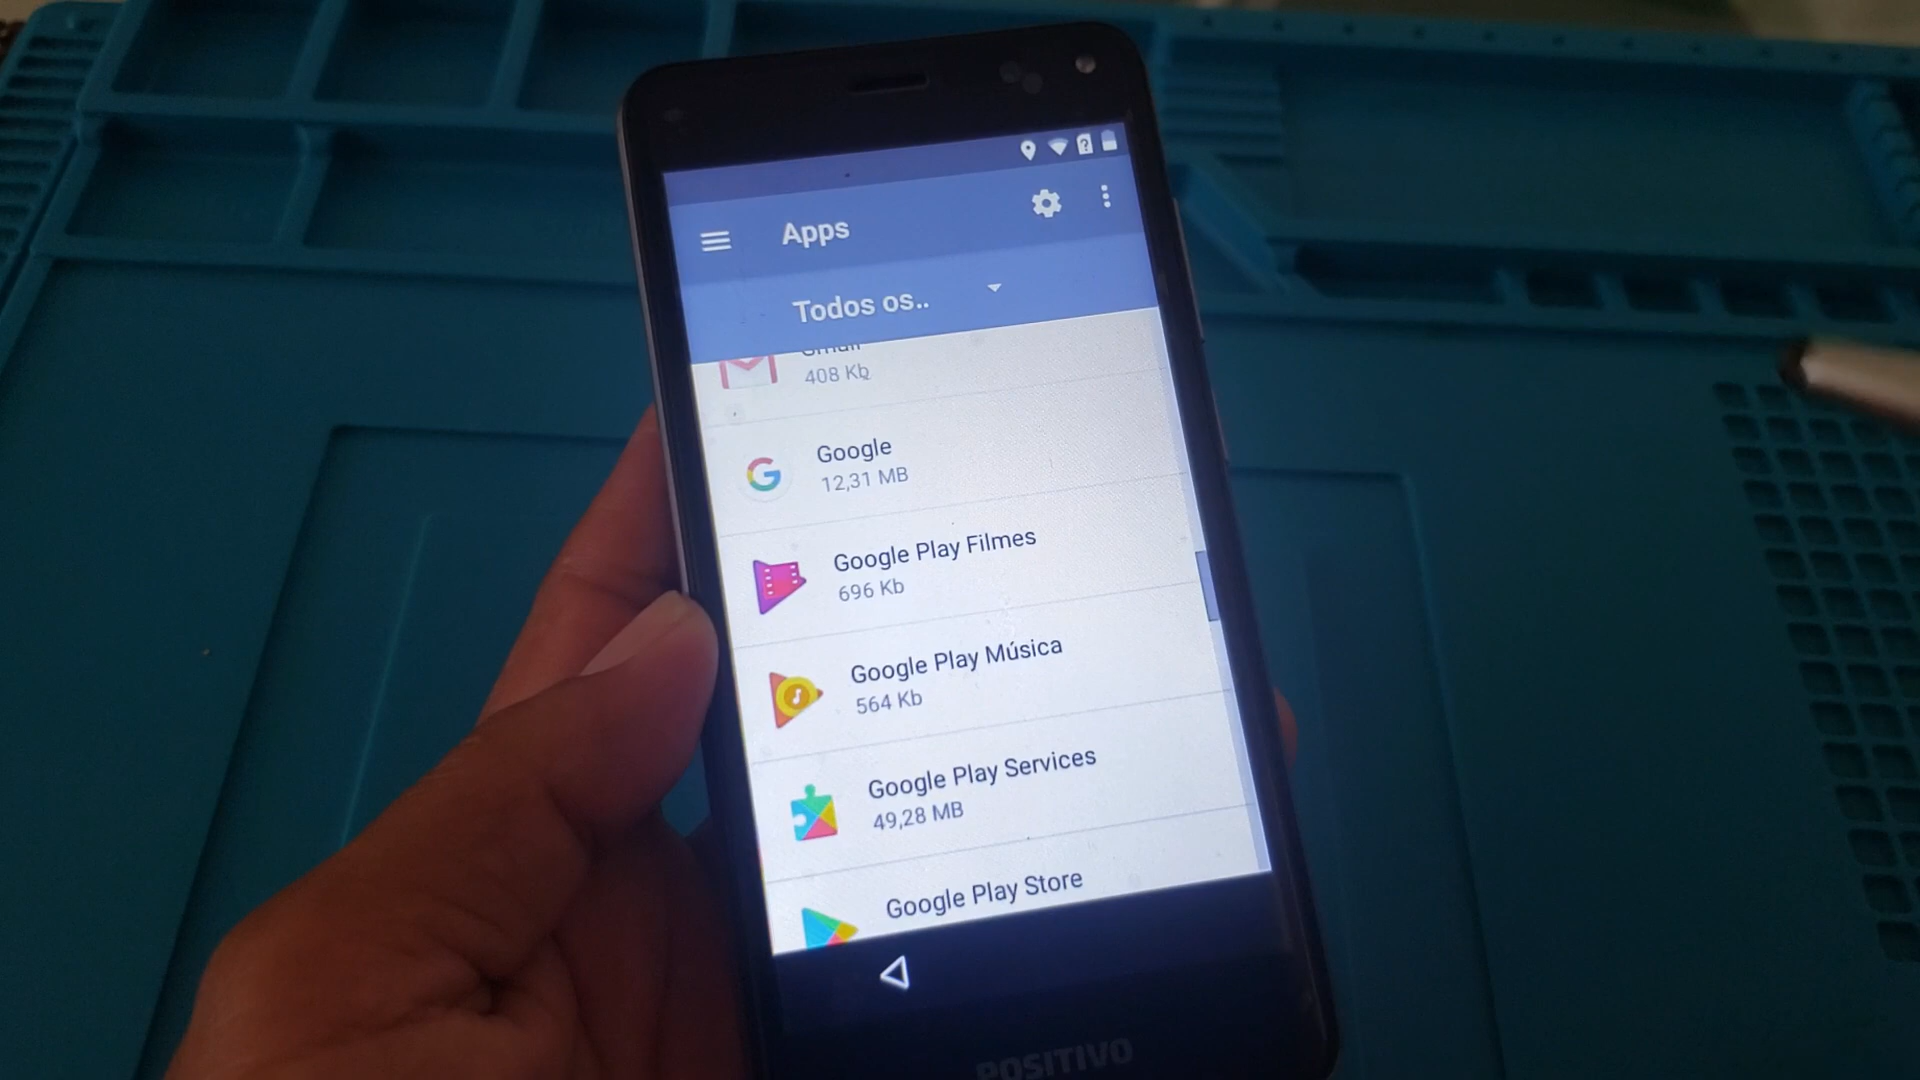 Apps
Todos os..
Gmail
408 Kb
Google
12,31 MB
Google Play Filmes
696 Kb
Google Play Música
564 Kb
Google Play Services
49,28 MB
Google Play Store
POSITIVO